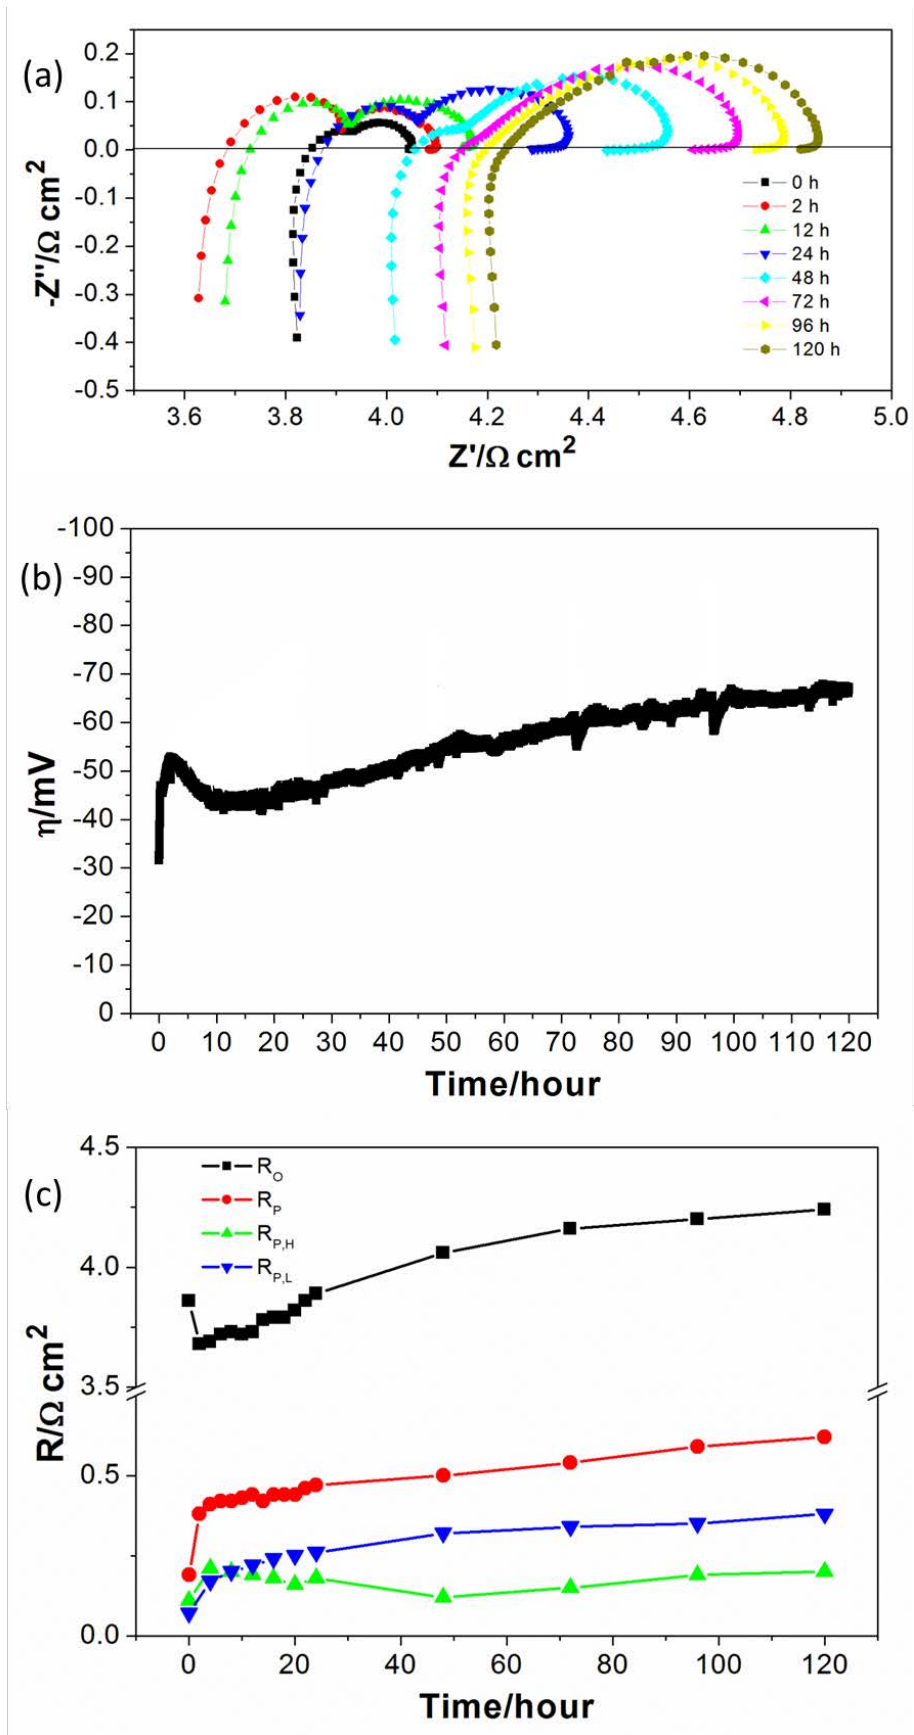 (a)
0.2
0.1
0.0
-0.1
-0.2
-0.3
-0.4
-0.5
-Z''/Ω cm²
0 h
2 h
12 h
24 h
48 h
72 h
96 h
120 h
3.6 3.8 4.0 4.2 4.4 4.6 4.8 5.0
Z'/Ω cm²
(b)
-100
-90
-80
-70
-60
-50
-40
-30
-20
-10
0
η/mV
0 10 20 30 40 50 60 70 80 90 100 110 120
Time/hour
(c)
4.5
4.0
3.5
0.5
0.0
R/Ω cm²
R_O
R_P
R_P,H
R_P,L
0 20 40 60 80 100 120
Time/hour